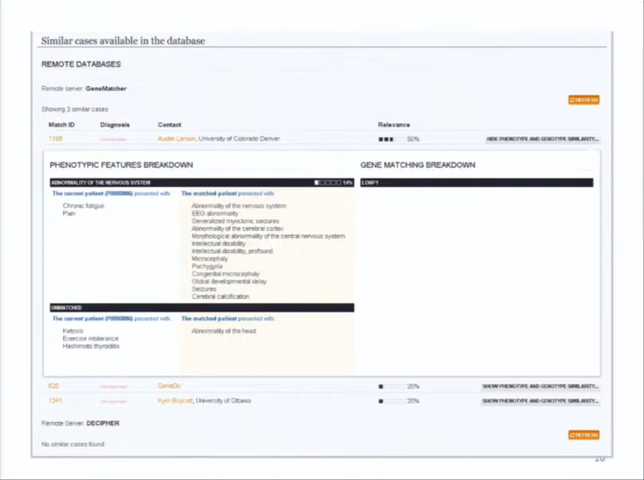 Similar cases available in the database
REMOTE DATABASES
Remote server: GeneMatcher
REFRESH
Showing 3 similar cases
Match ID Diagnosis Contact Relevance
1188 Austin Larson, University of Colorado Denver 50% HIDE PHENOTYPE AND GENOTYPE SIMILARITY...
PHENOTYPIC FEATURES BREAKDOWN GENE MATCHING BREAKDOWN
ABNORMALITY OF THE NERVOUS SYSTEM 14% LONP1
The current patient (P0000006) presented with: The matched patient presented with:
Chronic fatigue Abnormality of the nervous system
Pain EEG abnormality
Generalized myoclonic seizures
Abnormality of the cerebral cortex
Morphological abnormality of the central nervous system
Intellectual disability
Intellectual disability, profound
Microcephaly
Pachygyria
Congenital microcephaly
Global developmental delay
Seizures
Cerebral calcification
UNMATCHED
The current patient (P0000006) presented with: The matched patient presented with:
Ketosis Abnormality of the head
Exercise intolerance
Hashimoto thyroiditis
820 GeneDx 20% SHOW PHENOTYPE AND GENOTYPE SIMILARITY...
1241 Kym Boycott, University of Ottawa 20% SHOW PHENOTYPE AND GENOTYPE SIMILARITY...
Remote Server: DECIPHER
REFRESH
No similar cases found.